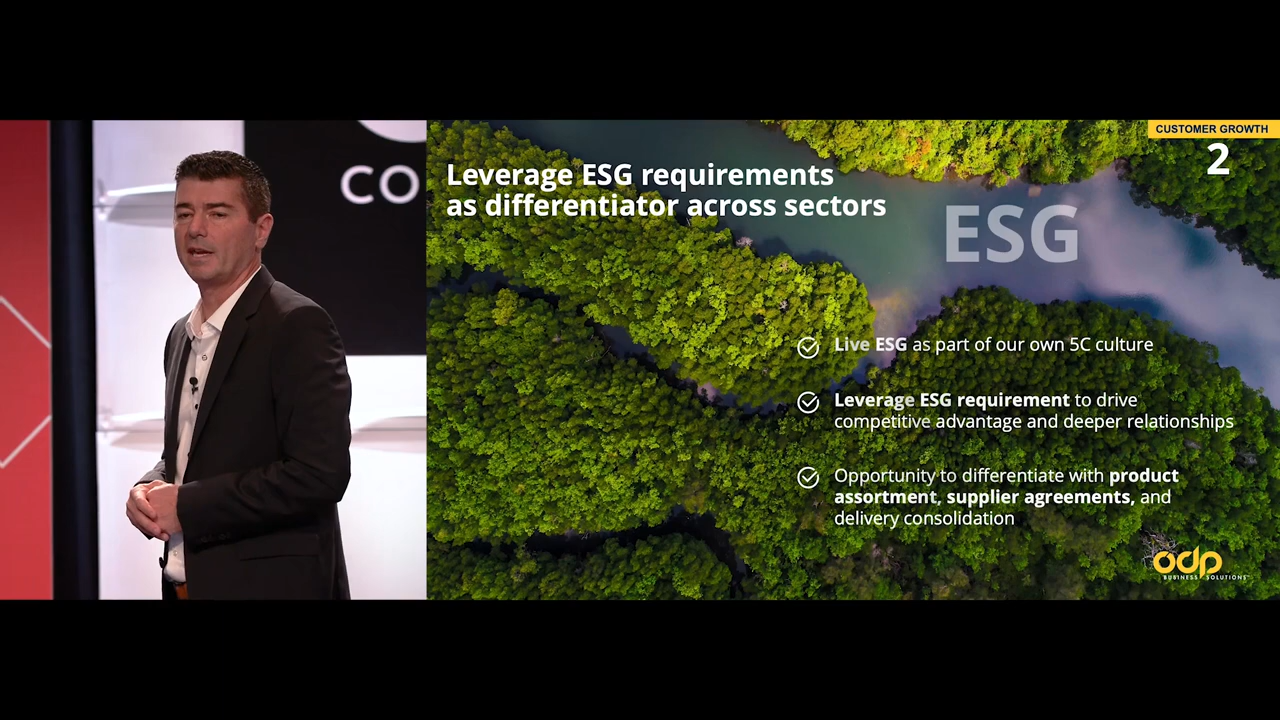 CO
CUSTOMER GROWTH
2
Leverage ESG requirements
as differentiator across sectors
ESG
Live ESG as part of our own 5C culture
Leverage ESG requirement to drive
competitive advantage and deeper relationships
Opportunity to differentiate with product
assortment, supplier agreements, and
delivery consolidation
odp
BUSINESS SOLUTIONS